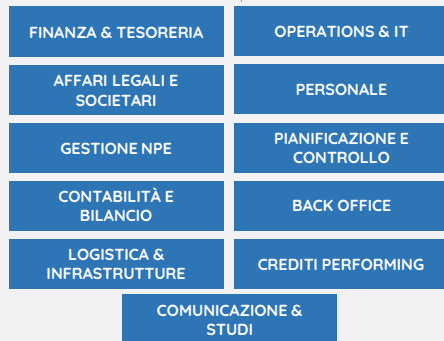 FINANZA & TESORERIA
OPERATIONS & IT
AFFARI LEGALI E
SOCIETARI
PERSONALE
GESTIONE NPE
PIANIFICAZIONE E
CONTROLLO
CONTABILITÀ E
BILANCIO
BACK OFFICE
LOGISTICA &
INFRASTRUTTURE
CREDITI PERFORMING
COMUNICAZIONE &
STUDI